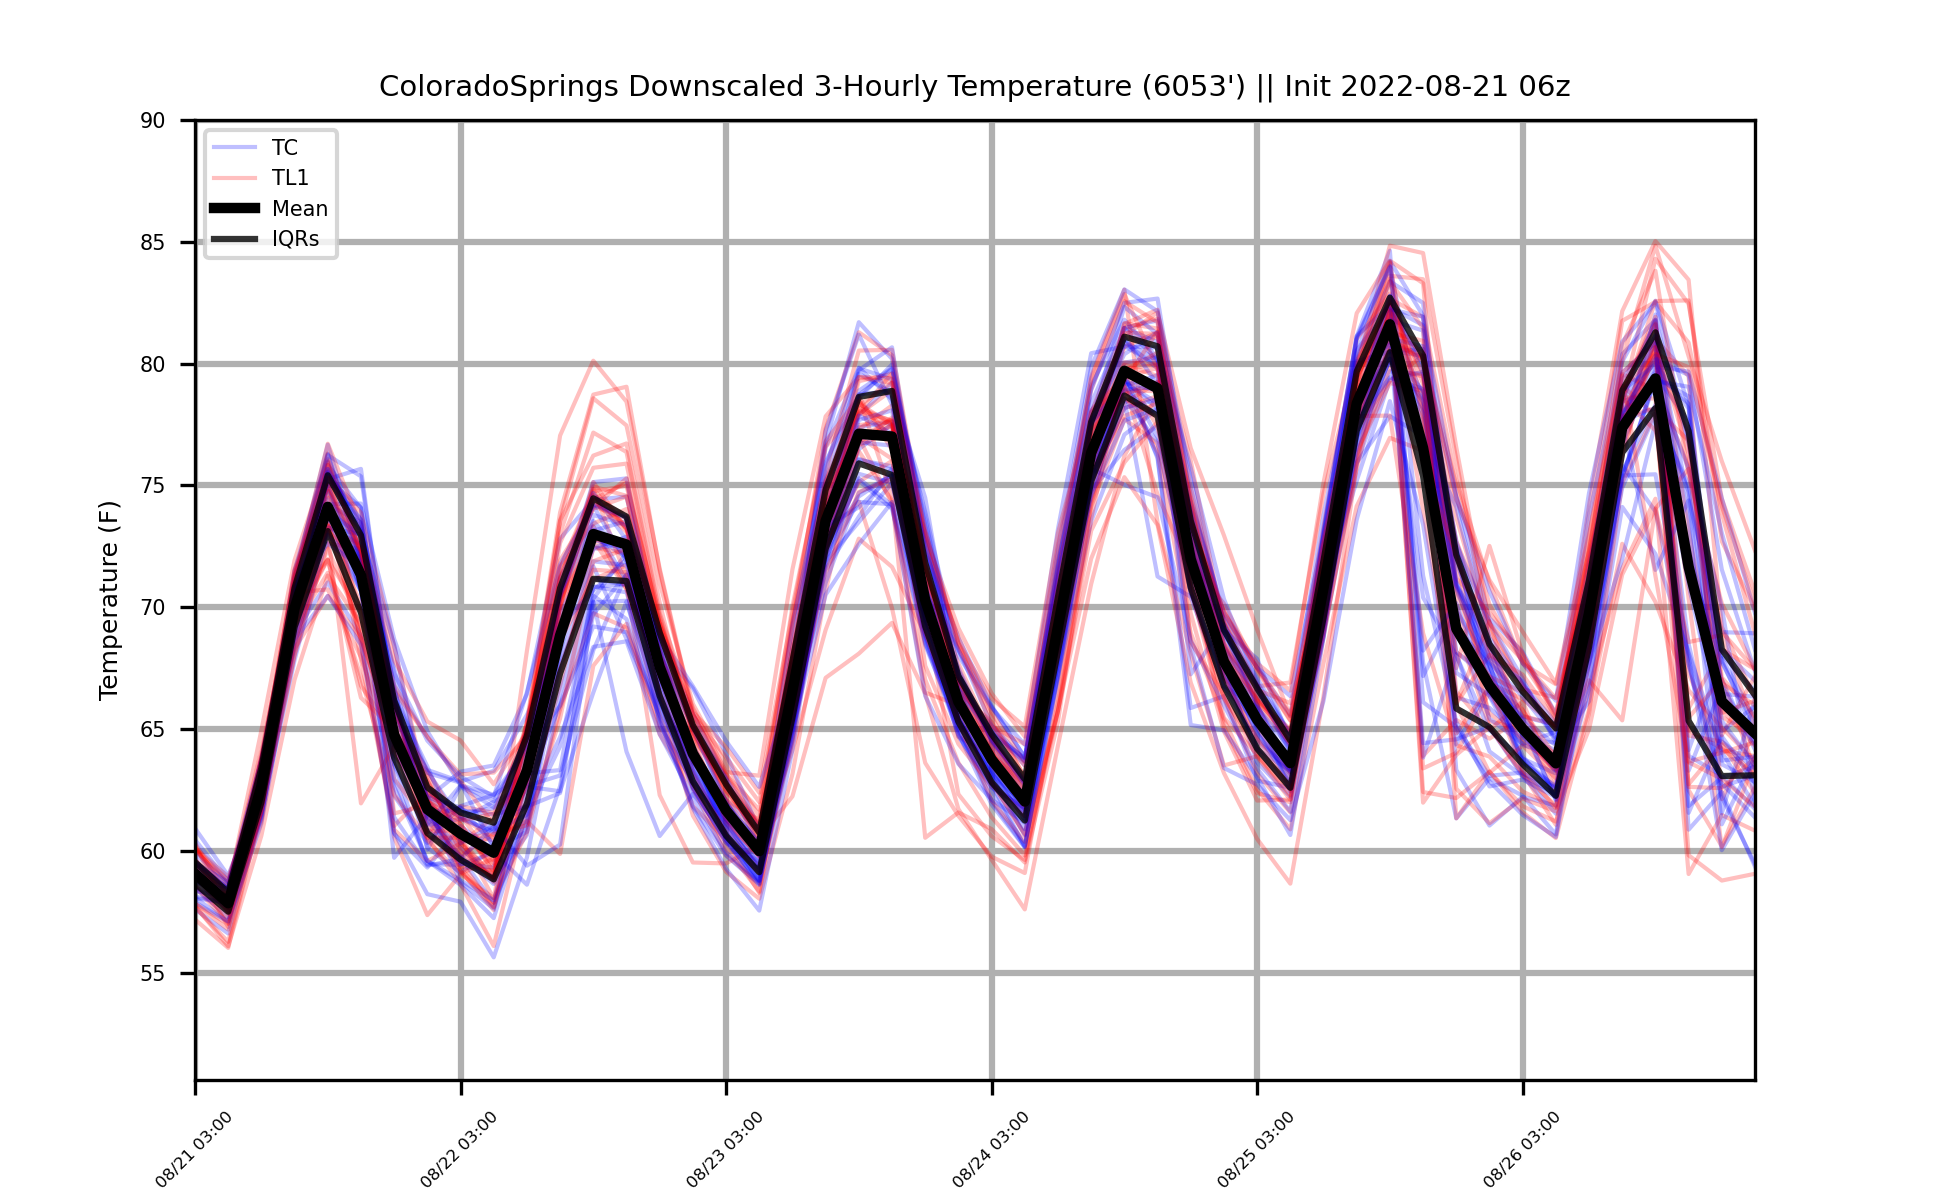 ColoradoSprings Downscaled 3-Hourly Temperature (6053') || Init 2022-08-21 06z
90
85
80
75
70
65
60
55
Temperature (F)
TC
TL1
Mean
IQRs
08/21 03:00
08/22 03:00
08/23 03:00
08/24 03:00
08/25 03:00
08/26 03:00